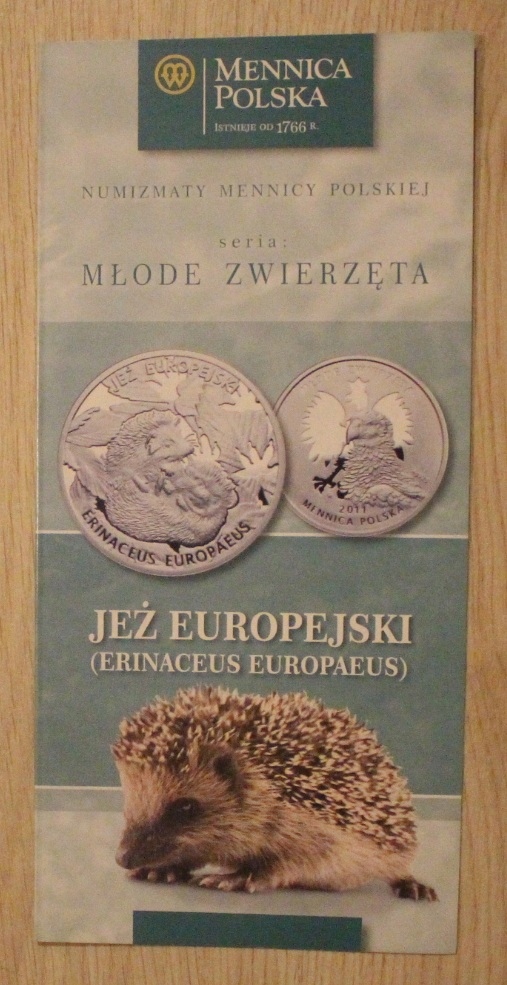 MENNICA
POLSKA
ISTNIEJE OD 1766 R.
NUMIZMATY MENNICY POLSKIEJ
seria:
MŁODE ZWIERZĘTA
JEŻ EUROPEJSKI
ERINACEUS EUROPAEUS
2011
MENNICA POLSKA
JEŻ EUROPEJSKI
(ERINACEUS EUROPAEUS)